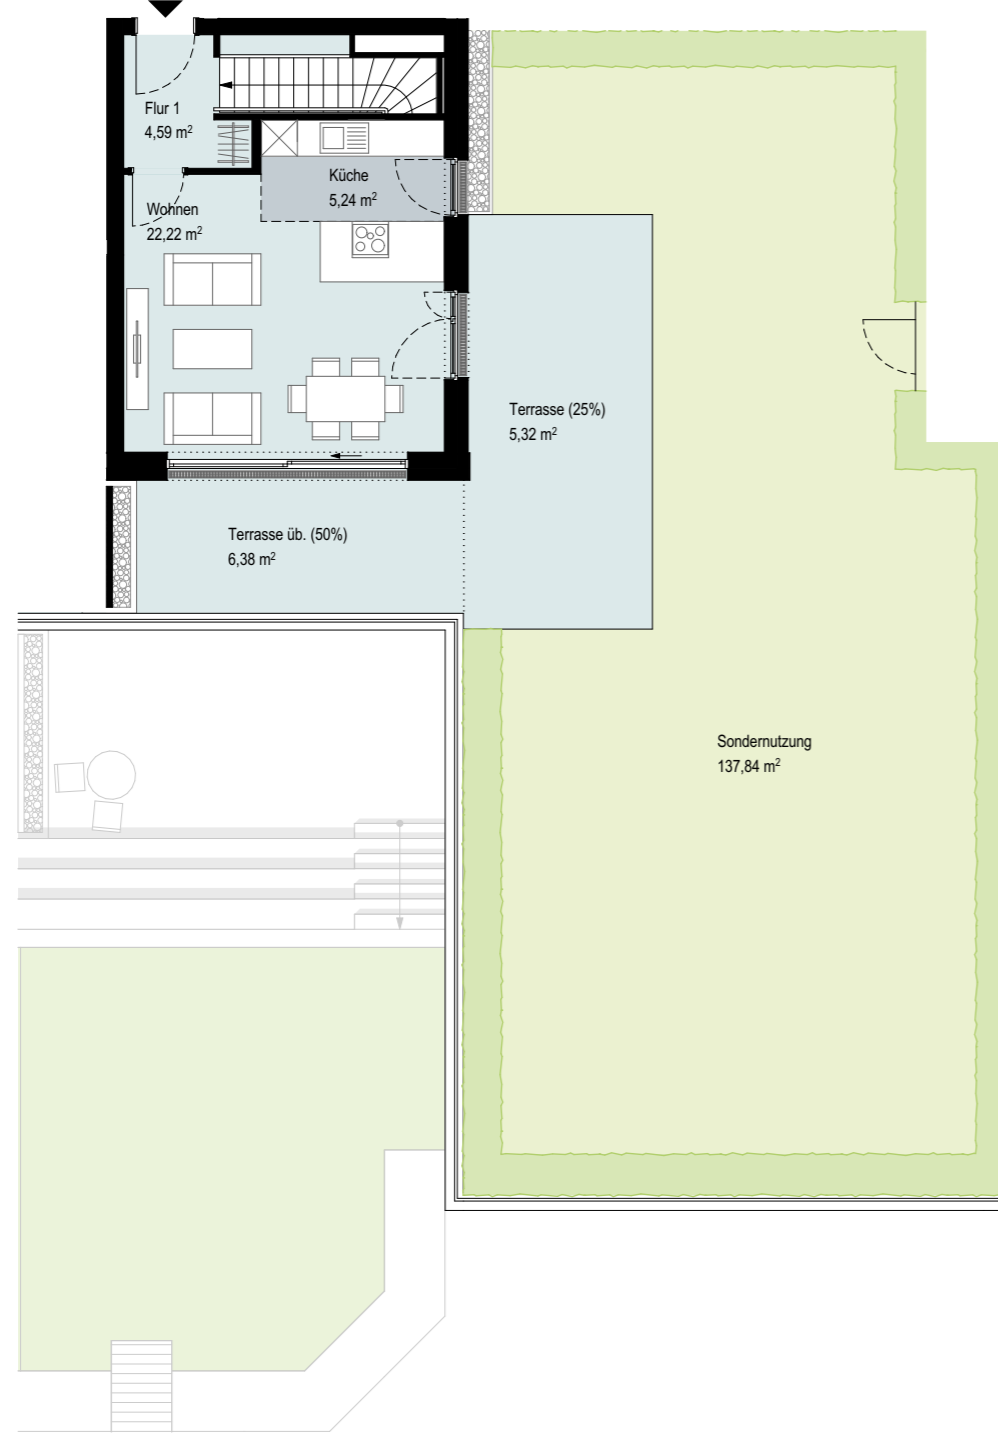 Flur 1
4,59 m²
Küche
5,24 m²
Wohnen
22,22 m²
Terrasse (25%)
5,32 m²
Terrasse üb. (50%)
6,38 m²
Sondernutzung
137,84 m²